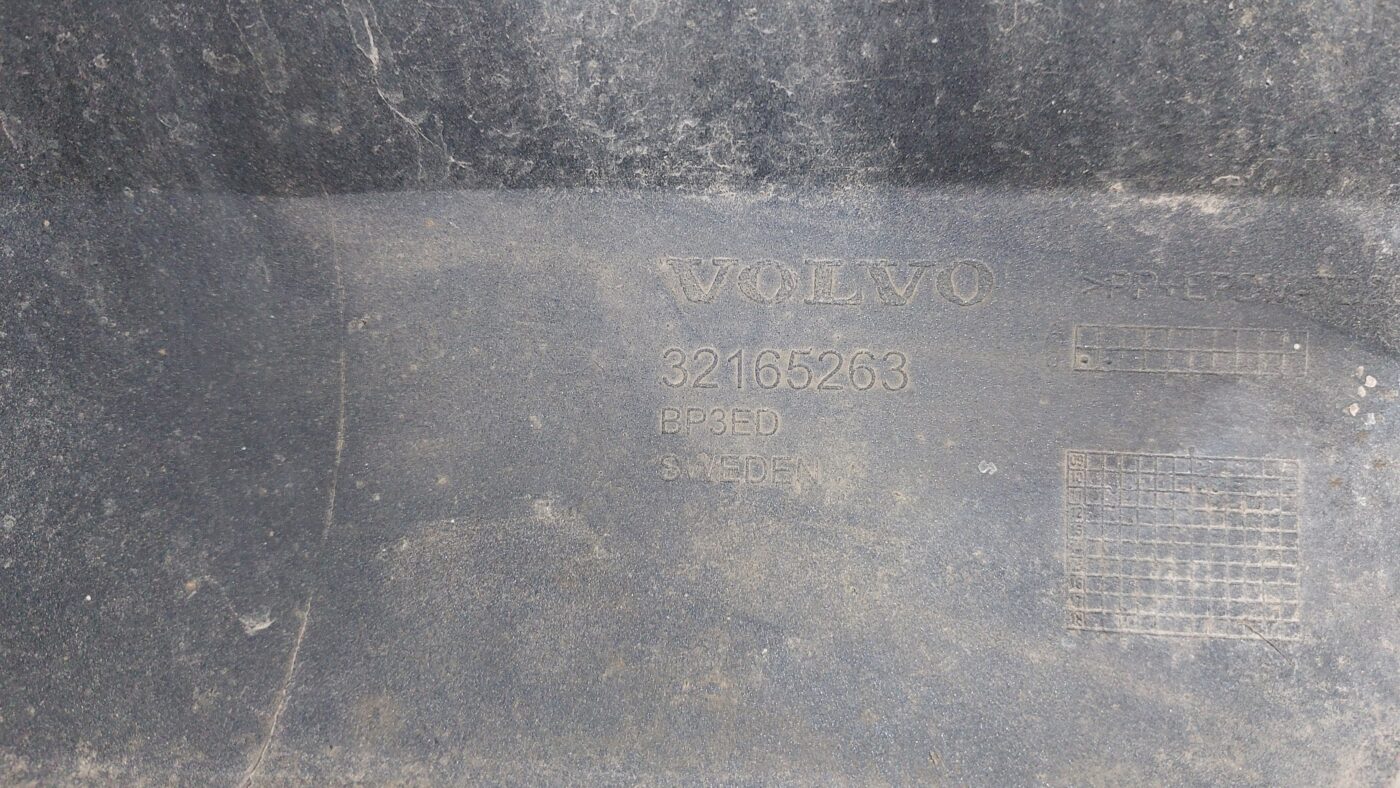 VOLVO
32165263
BP3ED
SWEDEN